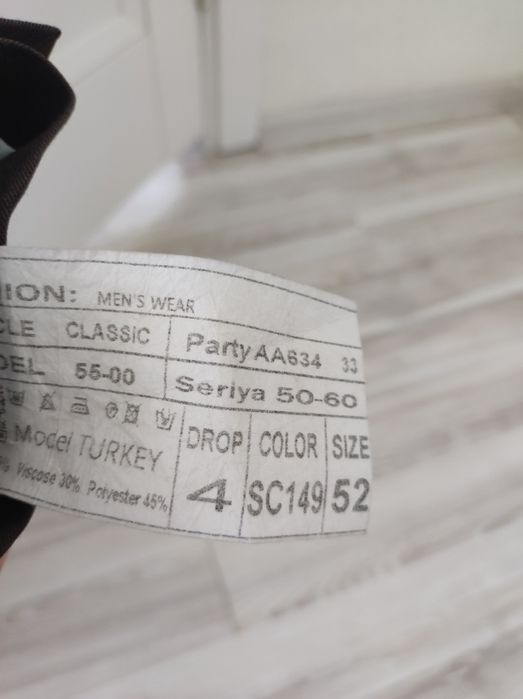 ION: MEN'S WEAR
CLE CLASSIC
Party AA634 33
DEL 55-00
Seriya 50-60
Model TURKEY
DROP COLOR SIZE
% Viscose 30% Polyester 45%
4 SC149 52